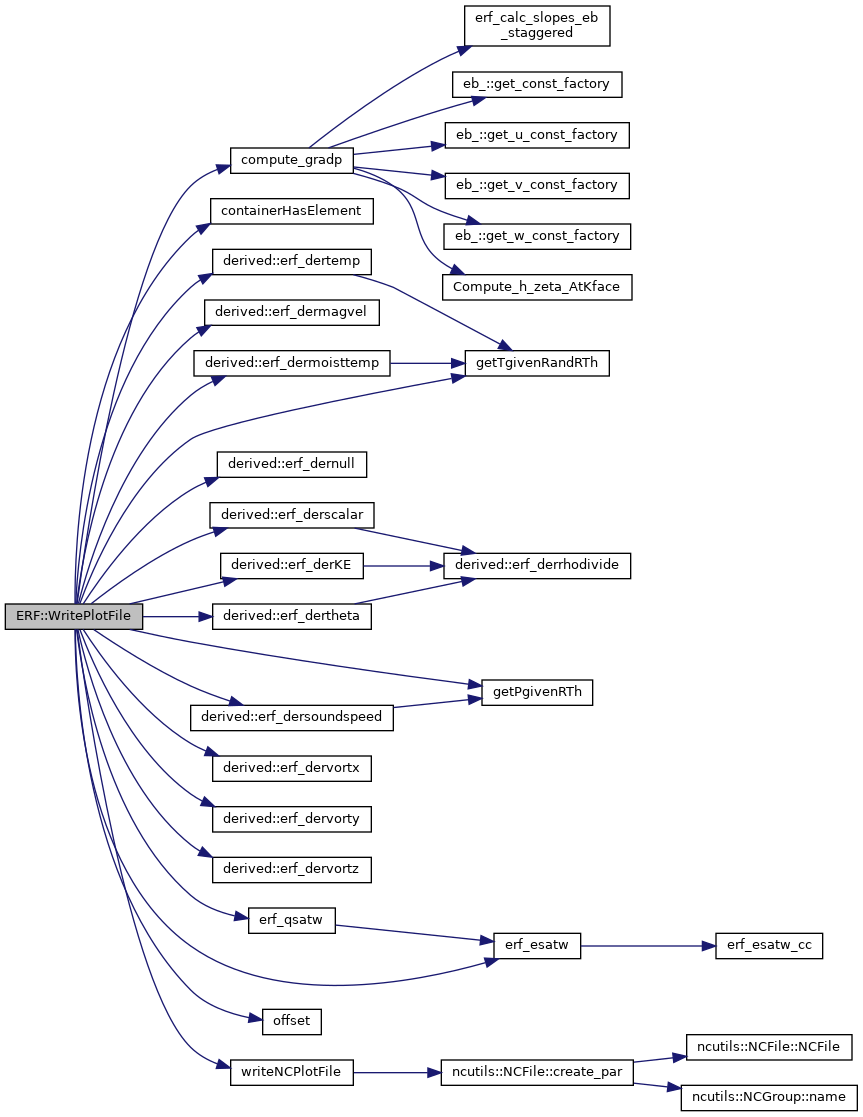 erf_calc_slopes_eb
_staggered
eb_::get_const_factory
eb_::get_u_const_factory
compute_gradp
eb_::get_v_const_factory
containerHasElement
eb_::get_w_const_factory
derived::erf_dertemp
Compute_h_zeta_AtKface
derived::erf_dermagvel
derived::erf_dermoisttemp
getTgivenRandRTh
derived::erf_dernull
derived::erf_derscalar
derived::erf_derKE
derived::erf_derrhodivide
ERF::WritePlotFile
derived::erf_dertheta
getPgivenRTh
derived::erf_dersoundspeed
derived::erf_dervortx
derived::erf_dervorty
derived::erf_dervortz
erf_qsatw
erf_esatw
erf_esatw_cc
offset
ncutils::NCFile::NCFile
writeNCPlotFile
ncutils::NCFile::create_par
ncutils::NCGroup::name